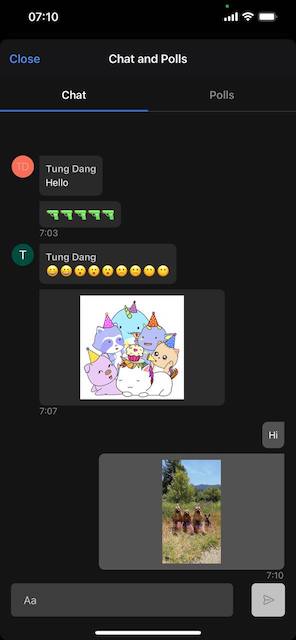 07:10
Close
Chat and Polls
Chat
Polls
TD
Tung Dang
Hello
🔫🔫🔫🔫🔫
7:03
T
Tung Dang
😀😀😮😮😮😶😶😶😶
7:07
Hi
7:10
Aa